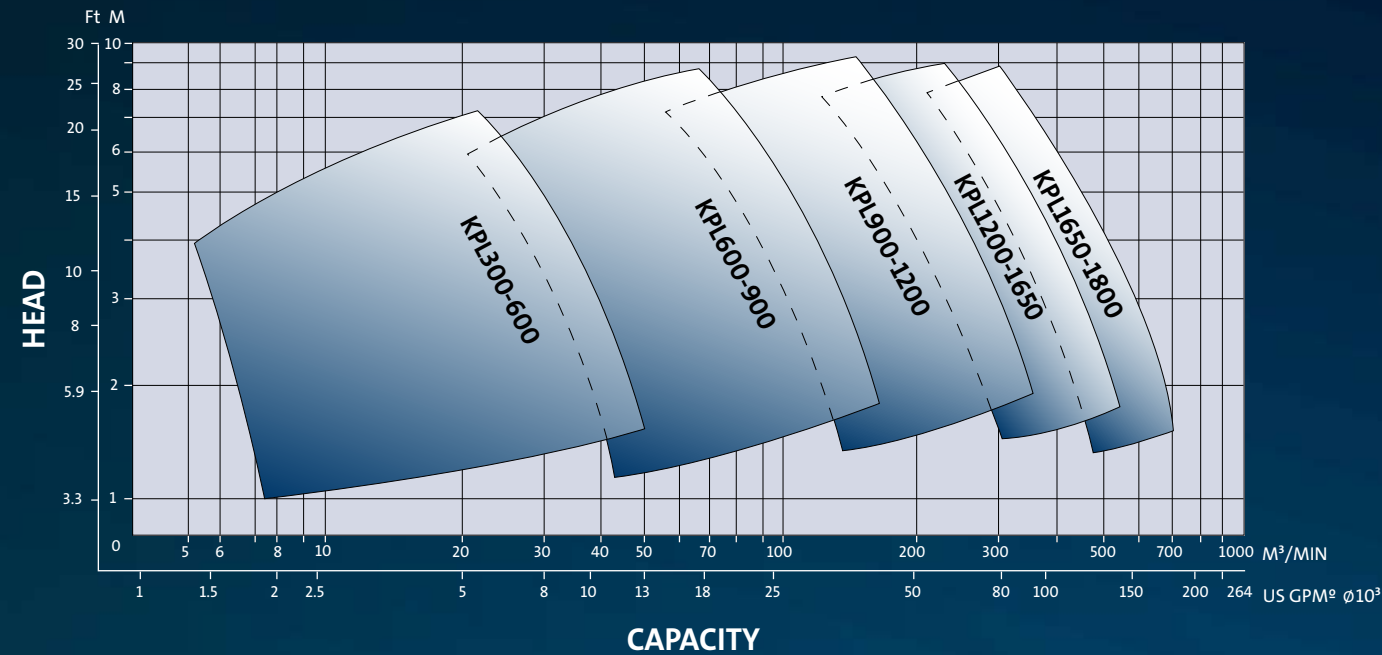 Ft M
30 10
25 8
20 6
15 5
10 3
8 2
5.9 1
3.3 0
HEAD
KPL300-600
KPL600-900
KPL900-1200
KPL1200-1650
KPL1650-1800
5 6 8 10 20 30 40 50 70 100 200 300 500 700 1000 M³/MIN
1 1.5 2 2.5 5 8 10 13 18 25 50 80 100 150 200 264 US GPMº ø10³
CAPACITY